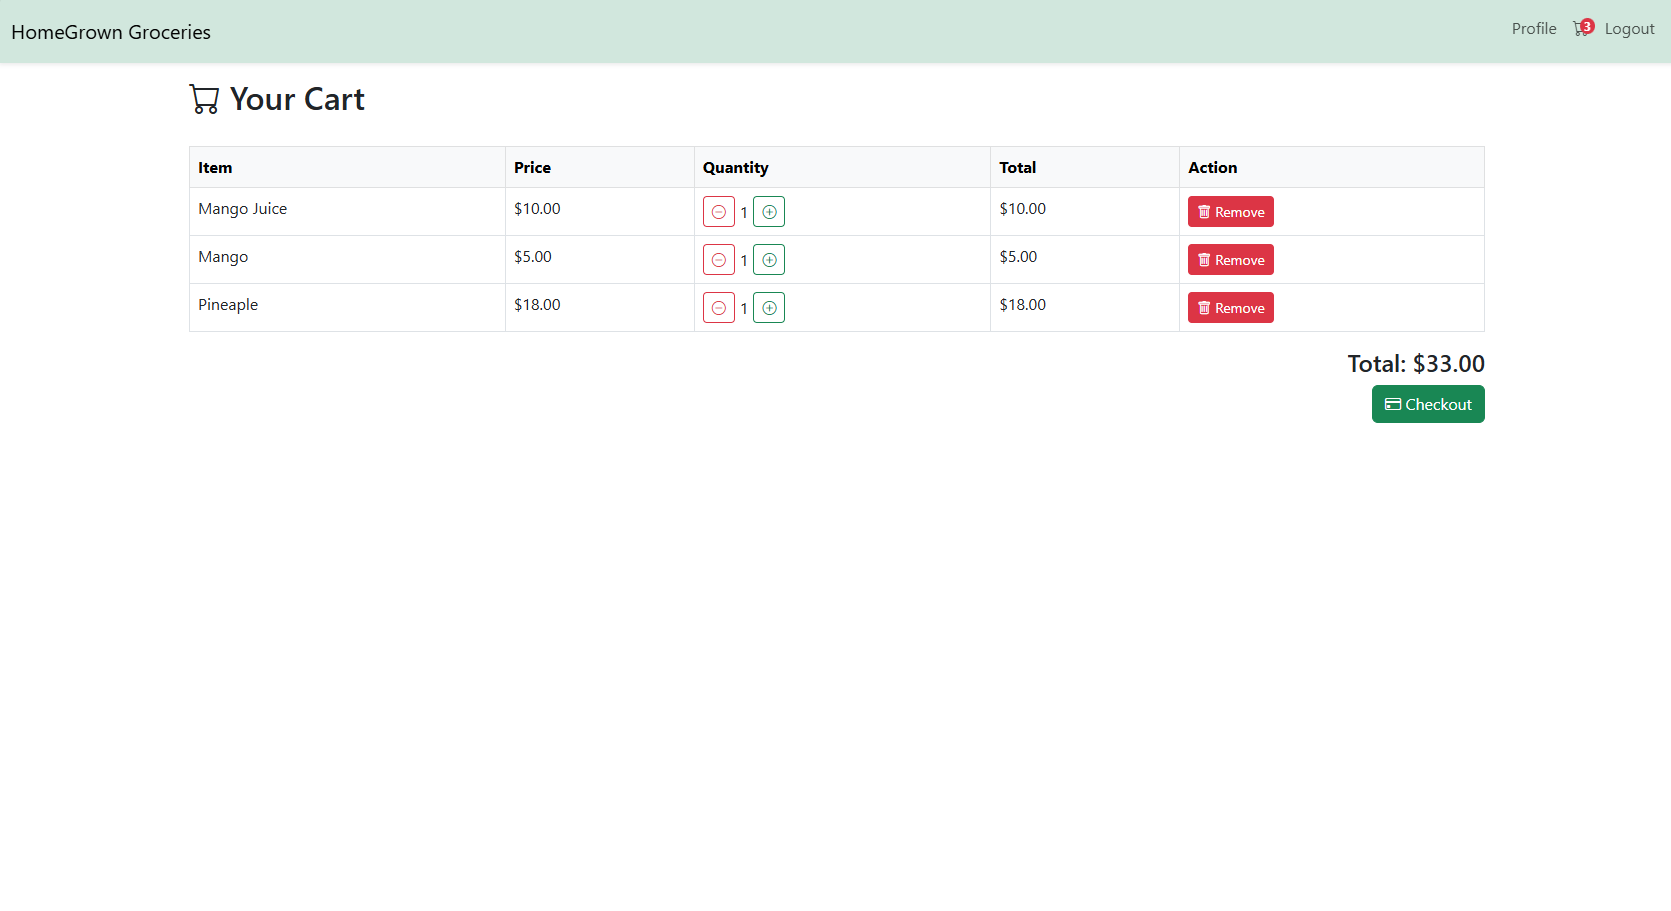 HomeGrown Groceries Profile 3 Logout
Your Cart
Item Price Quantity Total Action
Mango Juice $10.00 1 $10.00 Remove
Mango $5.00 1 $5.00 Remove
Pineaple $18.00 1 $18.00 Remove
Total: $33.00
Checkout